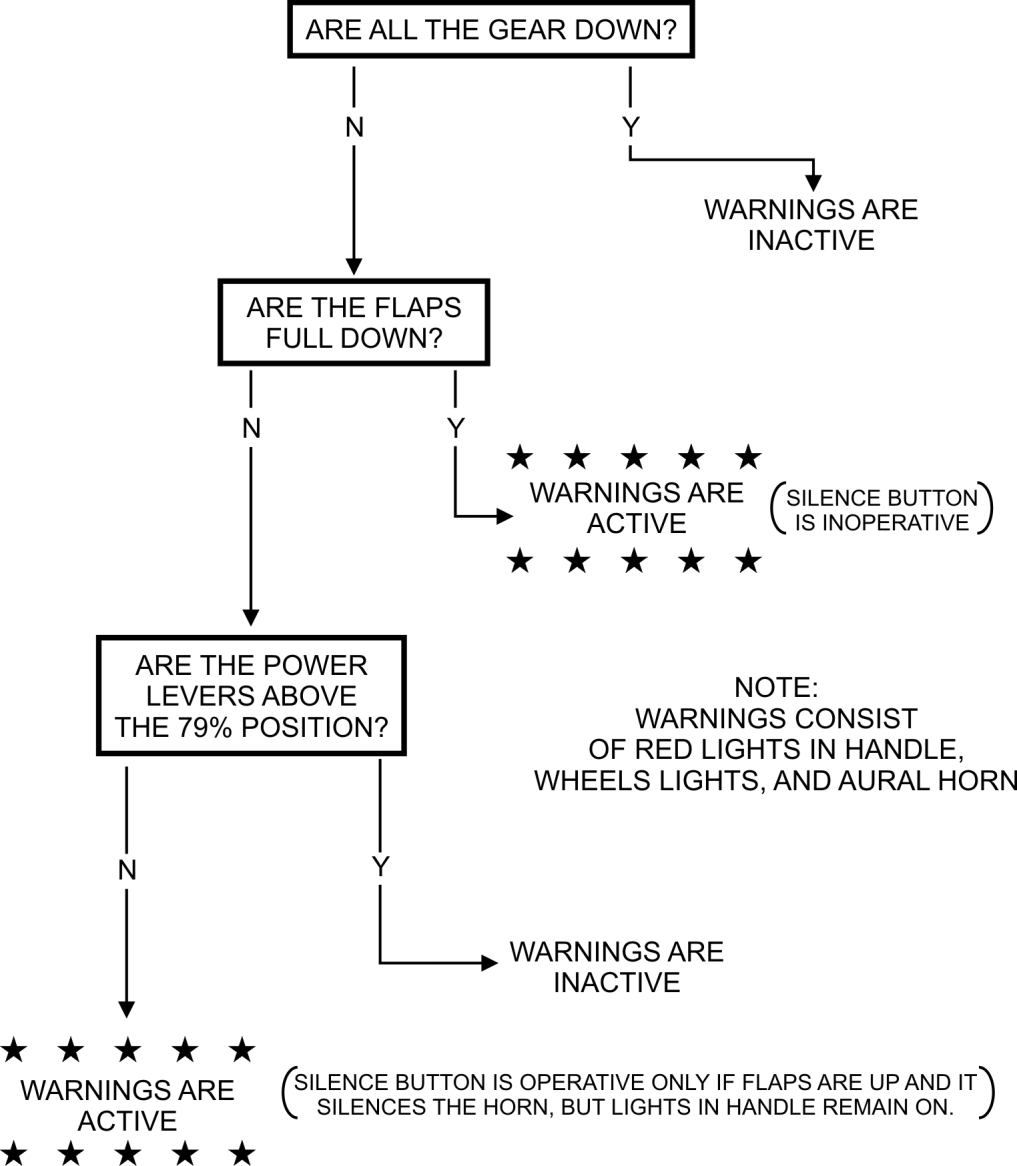 ARE ALL THE GEAR DOWN?
N
Y
WARNINGS ARE
INACTIVE
ARE THE FLAPS
FULL DOWN?
N
Y
WARNINGS ARE
ACTIVE
(SILENCE BUTTON
IS INOPERATIVE)
ARE THE POWER
LEVERS ABOVE
THE 79% POSITION?
NOTE:
WARNINGS CONSIST
OF RED LIGHTS IN HANDLE,
WHEELS LIGHTS, AND AURAL HORN
N
Y
WARNINGS ARE
INACTIVE
WARNINGS ARE
ACTIVE
(SILENCE BUTTON IS OPERATIVE ONLY IF FLAPS ARE UP AND IT
SILENCES THE HORN, BUT LIGHTS IN HANDLE REMAIN ON.)